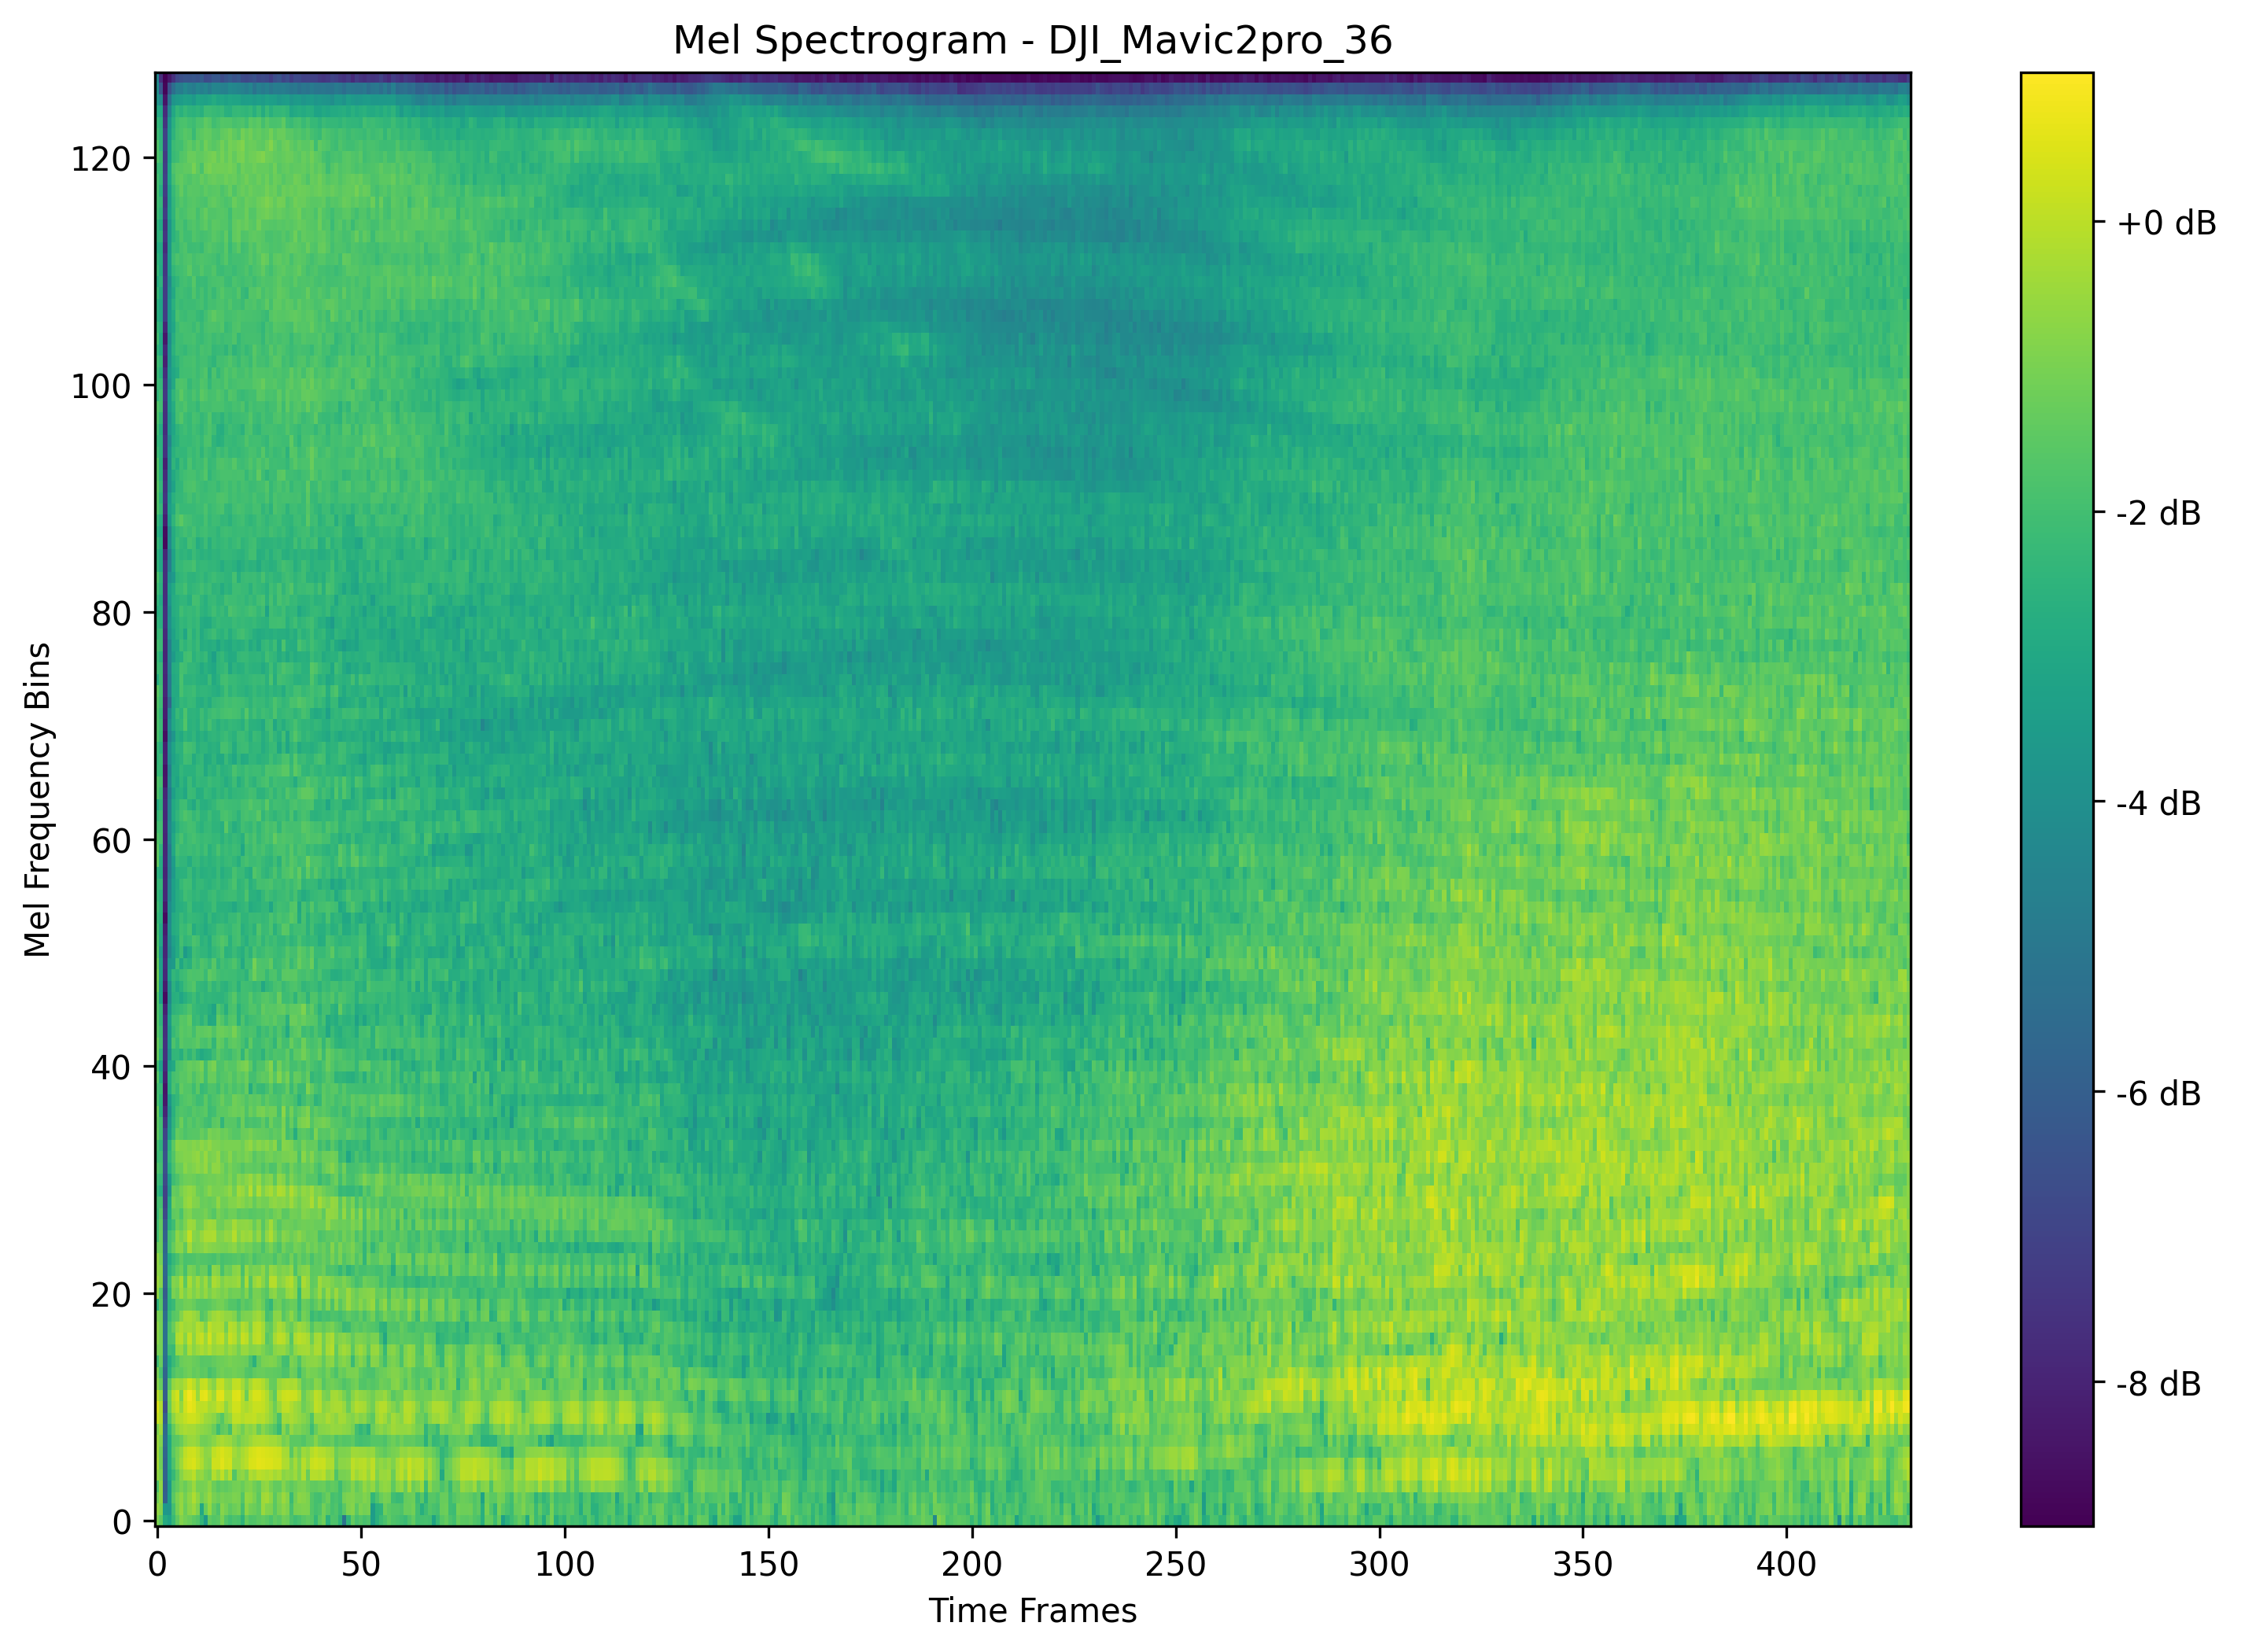 Mel Spectrogram - DJI_Mavic2pro_36
Mel Frequency Bins
120
100
80
60
40
20
0
0 50 100 150 200 250 300 350 400
Time Frames
+0 dB
-2 dB
-4 dB
-6 dB
-8 dB